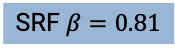 SRF 𝛽 = 0.81